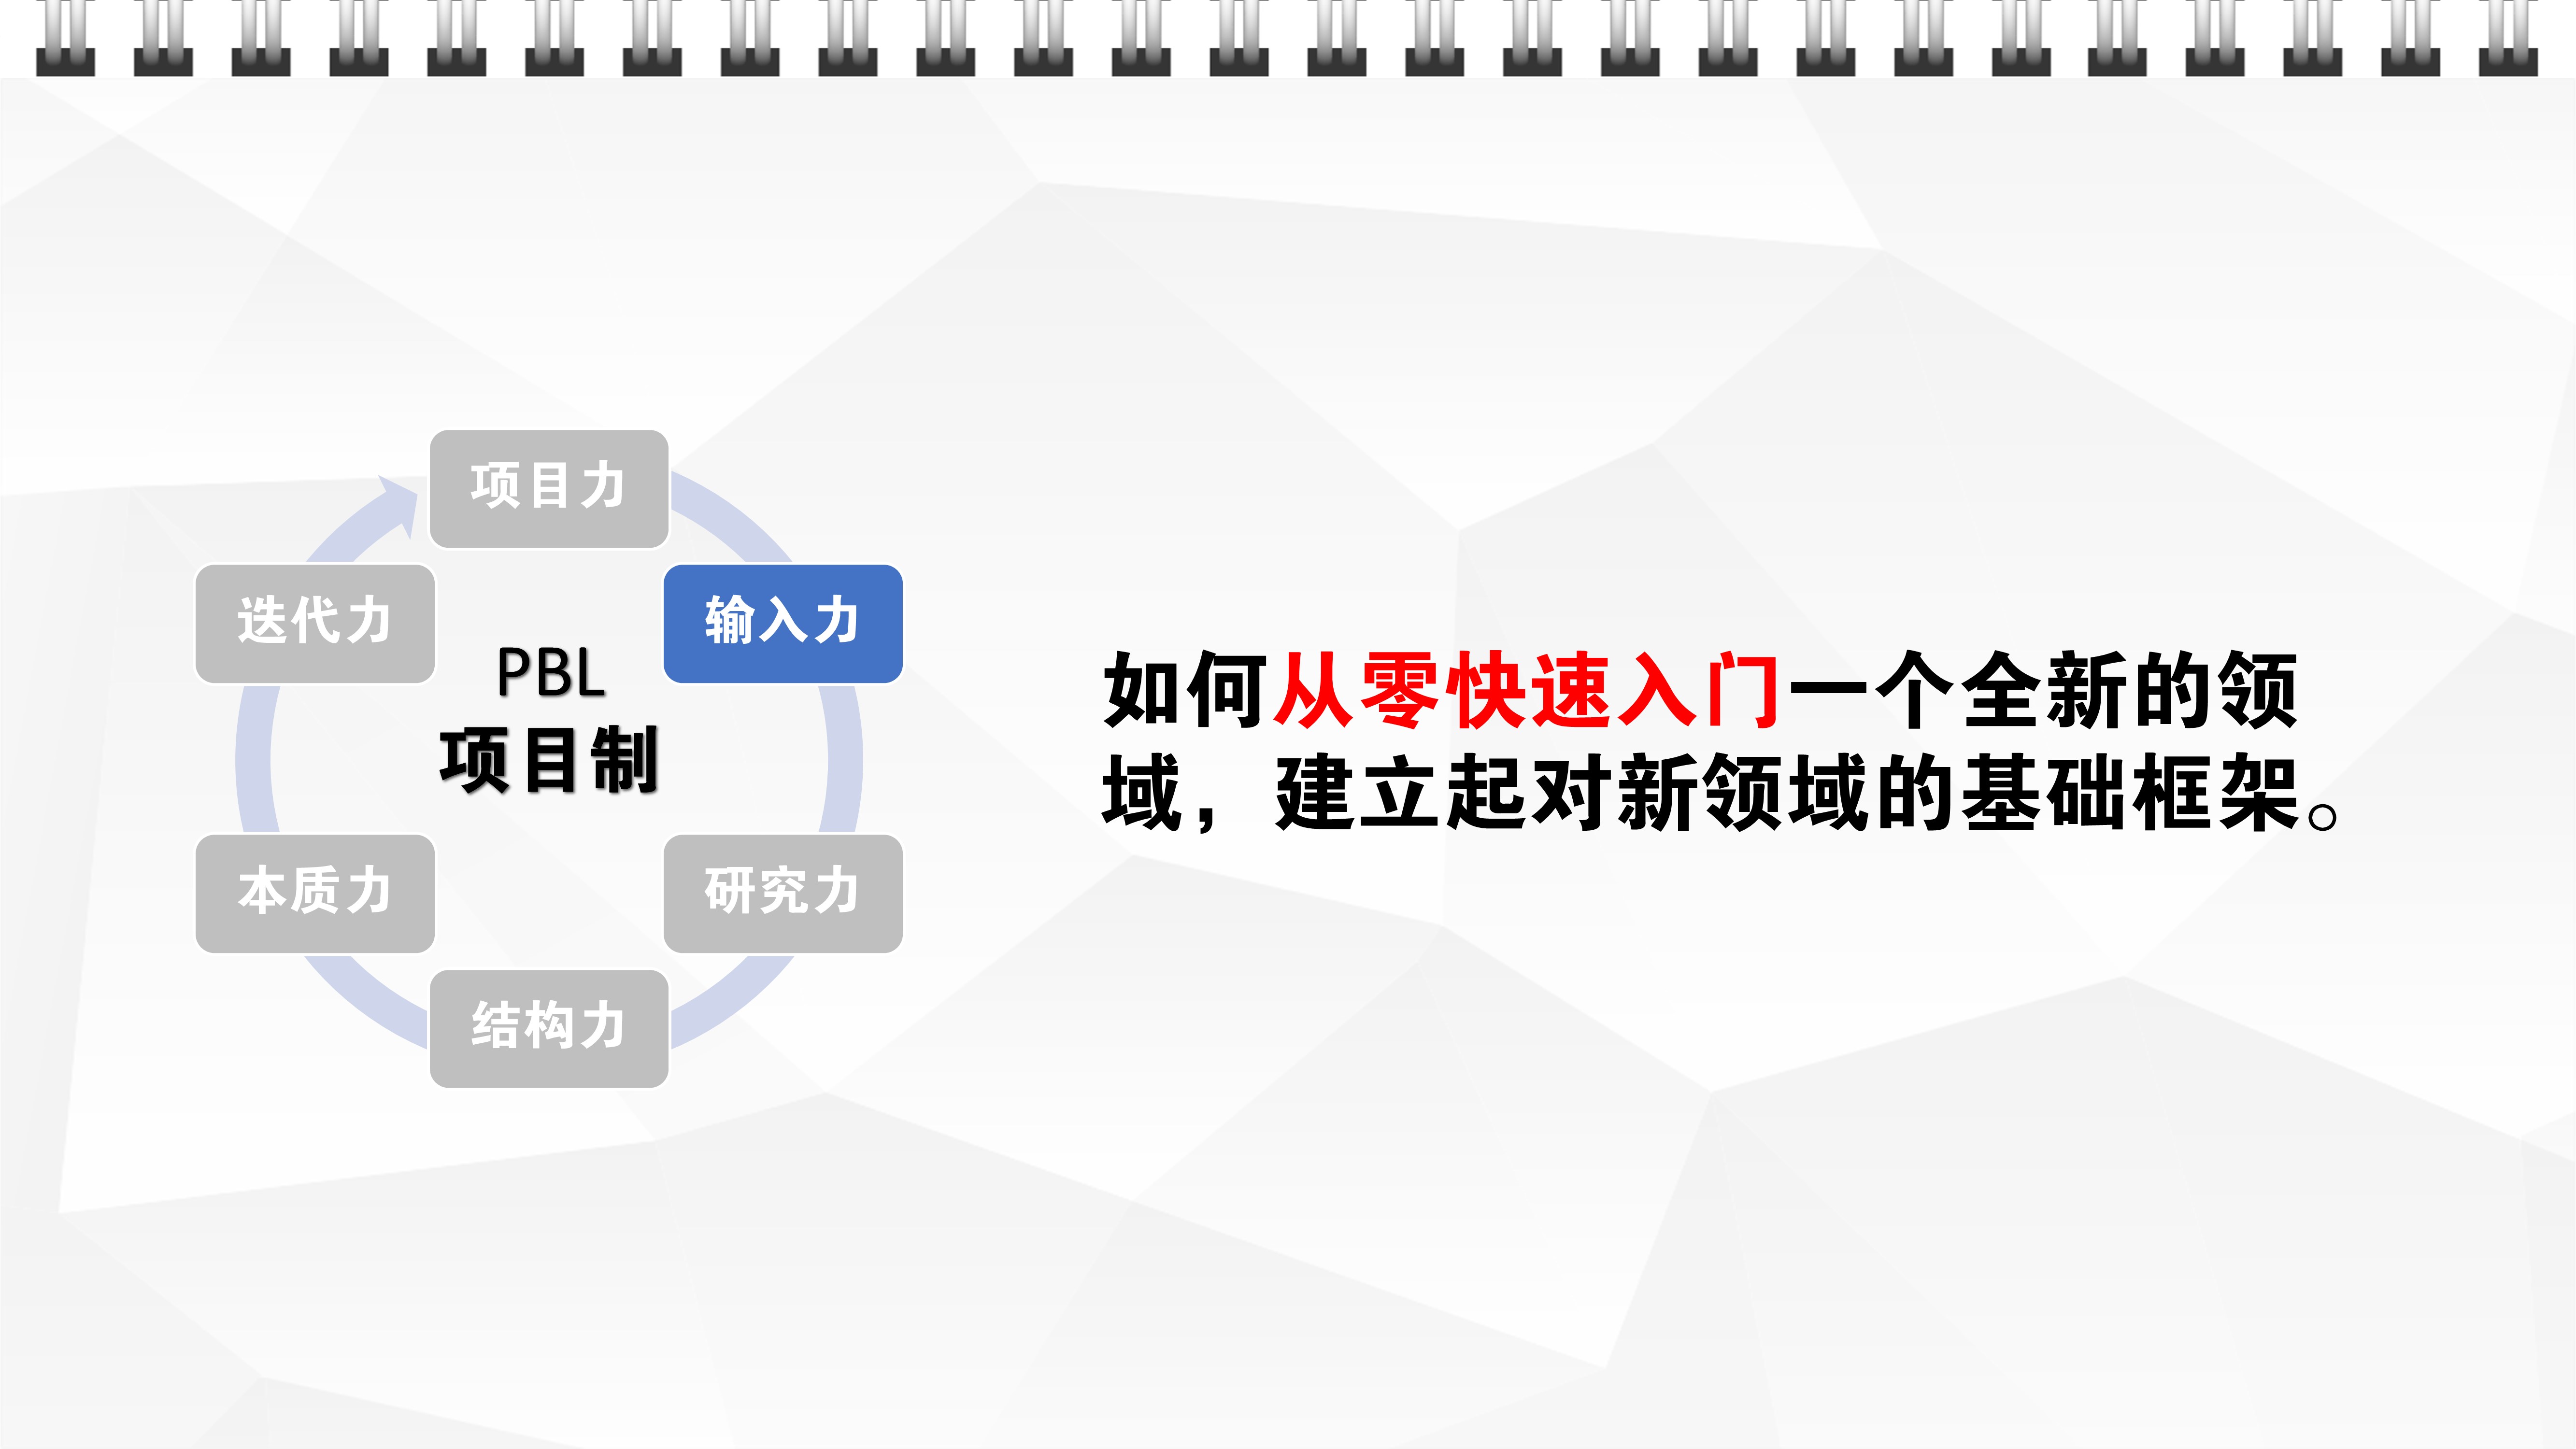 项目力
输入力
研究力
结构力
本质力
迭代力
PBL
项目制
如何从零快速入门一个全新的领
域，建立起对新领域的基础框架。